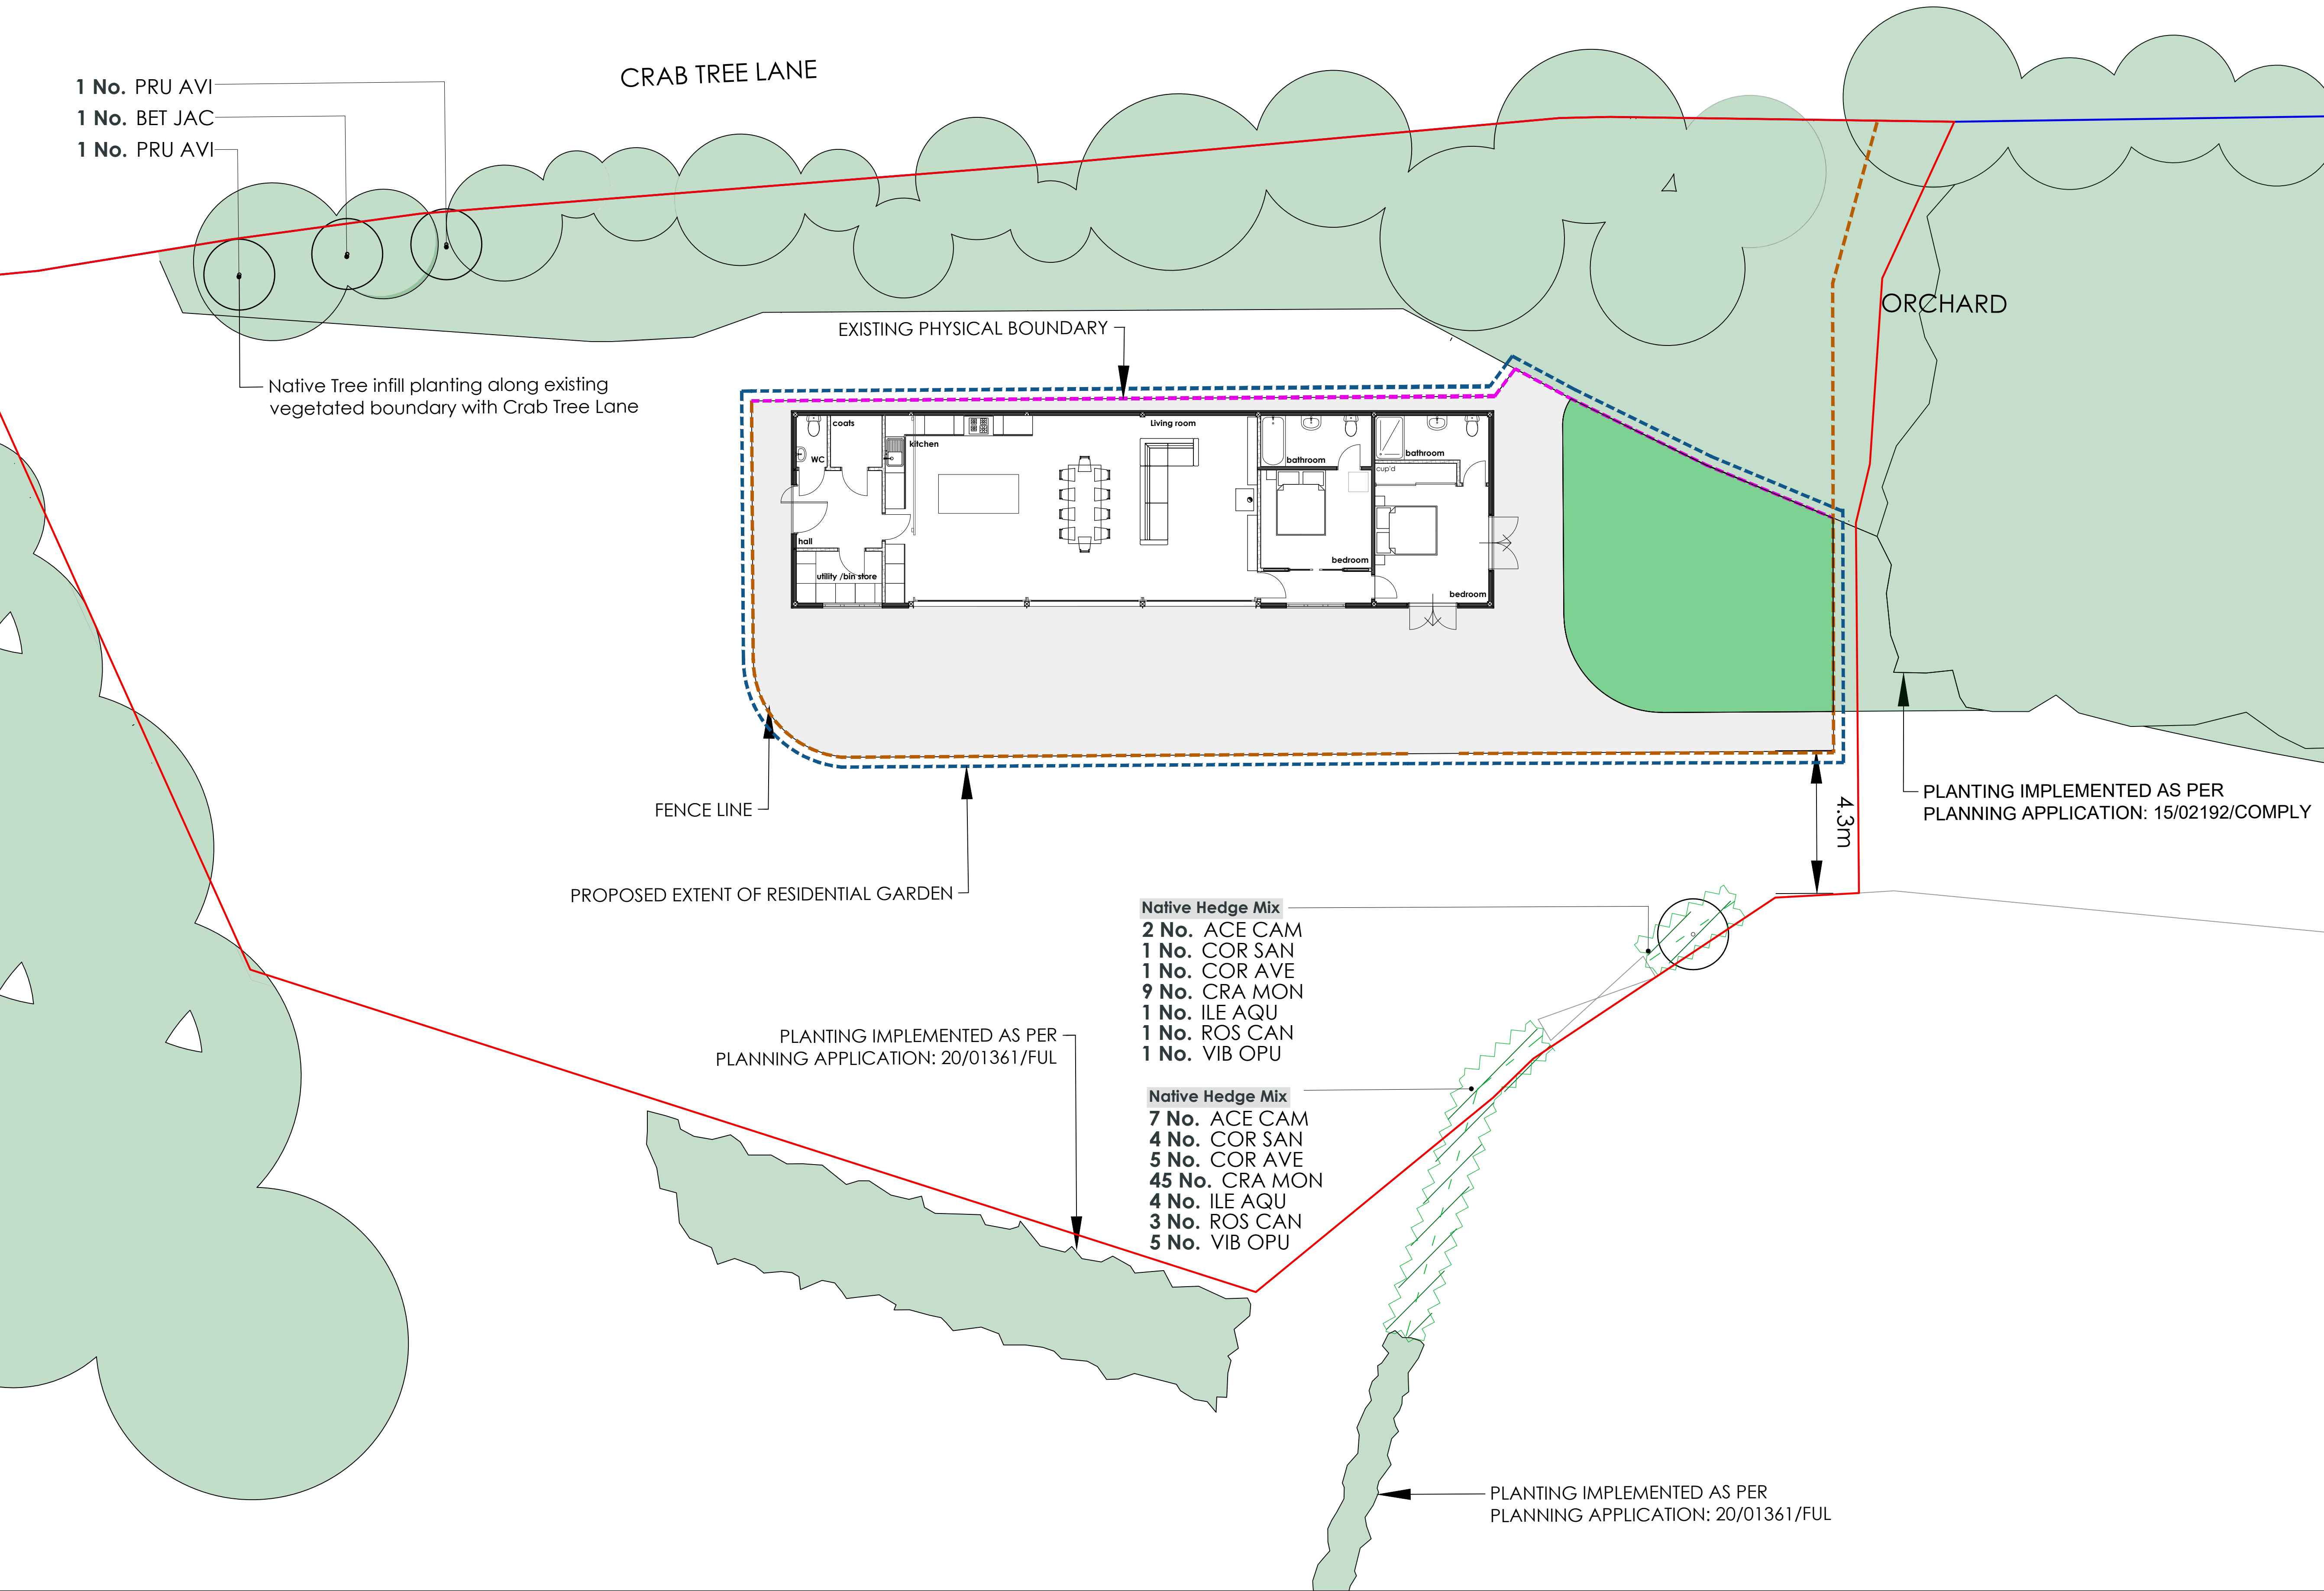 CRAB TREE LANE
1 No. PRU AVI
1 No. BET JAC
1 No. PRU AVI
ORCHARD
EXISTING PHYSICAL BOUNDARY
Native Tree infill planting along existing
vegetated boundary with Crab Tree Lane
coats
WC
kitchen
Living room
bathroom
bathroom
cup'd
hall
utility /bin store
bedroom
bedroom
FENCE LINE
PROPOSED EXTENT OF RESIDENTIAL GARDEN
4.3m
PLANTING IMPLEMENTED AS PER
PLANNING APPLICATION: 15/02192/COMPLY
Native Hedge Mix
2 No. ACE CAM
1 No. COR SAN
1 No. COR AVE
9 No. CRA MON
1 No. ILE AQU
1 No. ROS CAN
1 No. VIB OPU
PLANTING IMPLEMENTED AS PER
PLANNING APPLICATION: 20/01361/FUL
Native Hedge Mix
7 No. ACE CAM
4 No. COR SAN
5 No. COR AVE
45 No. CRA MON
4 No. ILE AQU
3 No. ROS CAN
5 No. VIB OPU
PLANTING IMPLEMENTED AS PER
PLANNING APPLICATION: 20/01361/FUL